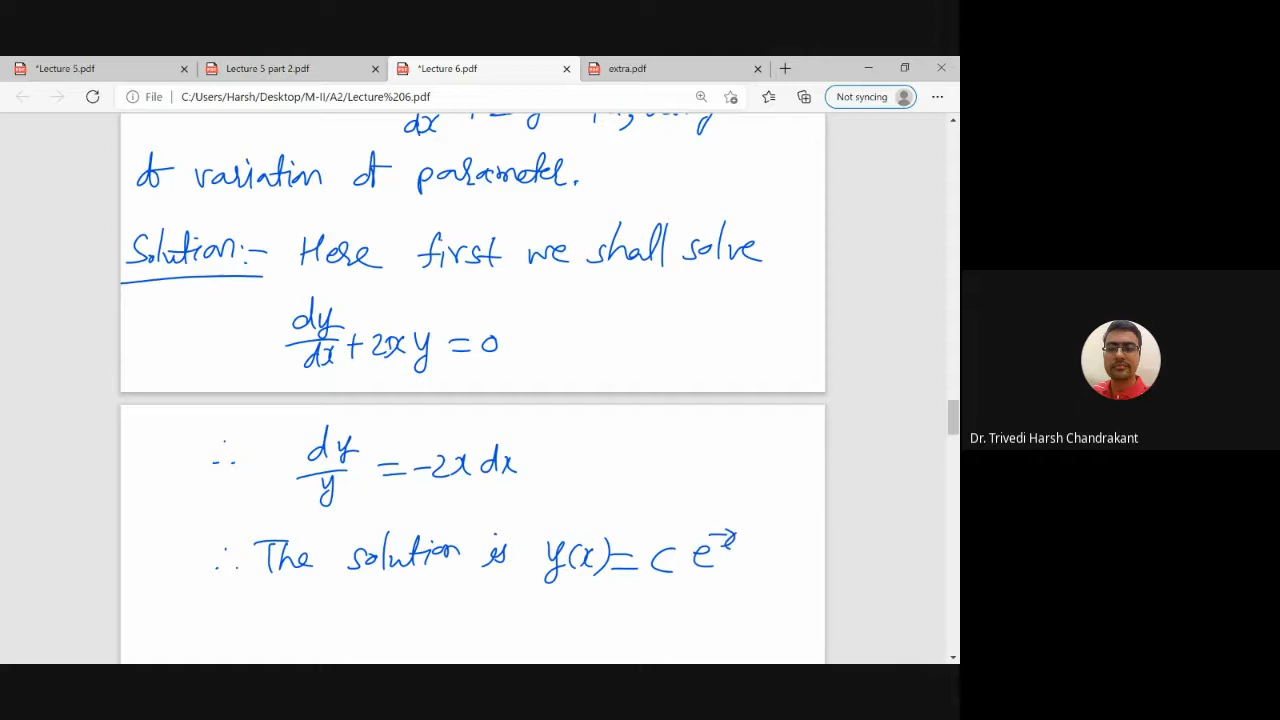 *Lecture 5.pdf
Lecture 5 part 2.pdf
*Lecture 6.pdf
extra.pdf
File
C:/Users/Harsh/Desktop/M-II/A2/Lecture%206.pdf
Not syncing
of variation of parameter.
Solution:- Here first we shall solve
dy/dx + 2xy = 0
∴ dy/y = -2x dx
∴ The solution is y(x) = c e
Dr. Trivedi Harsh Chandrakant